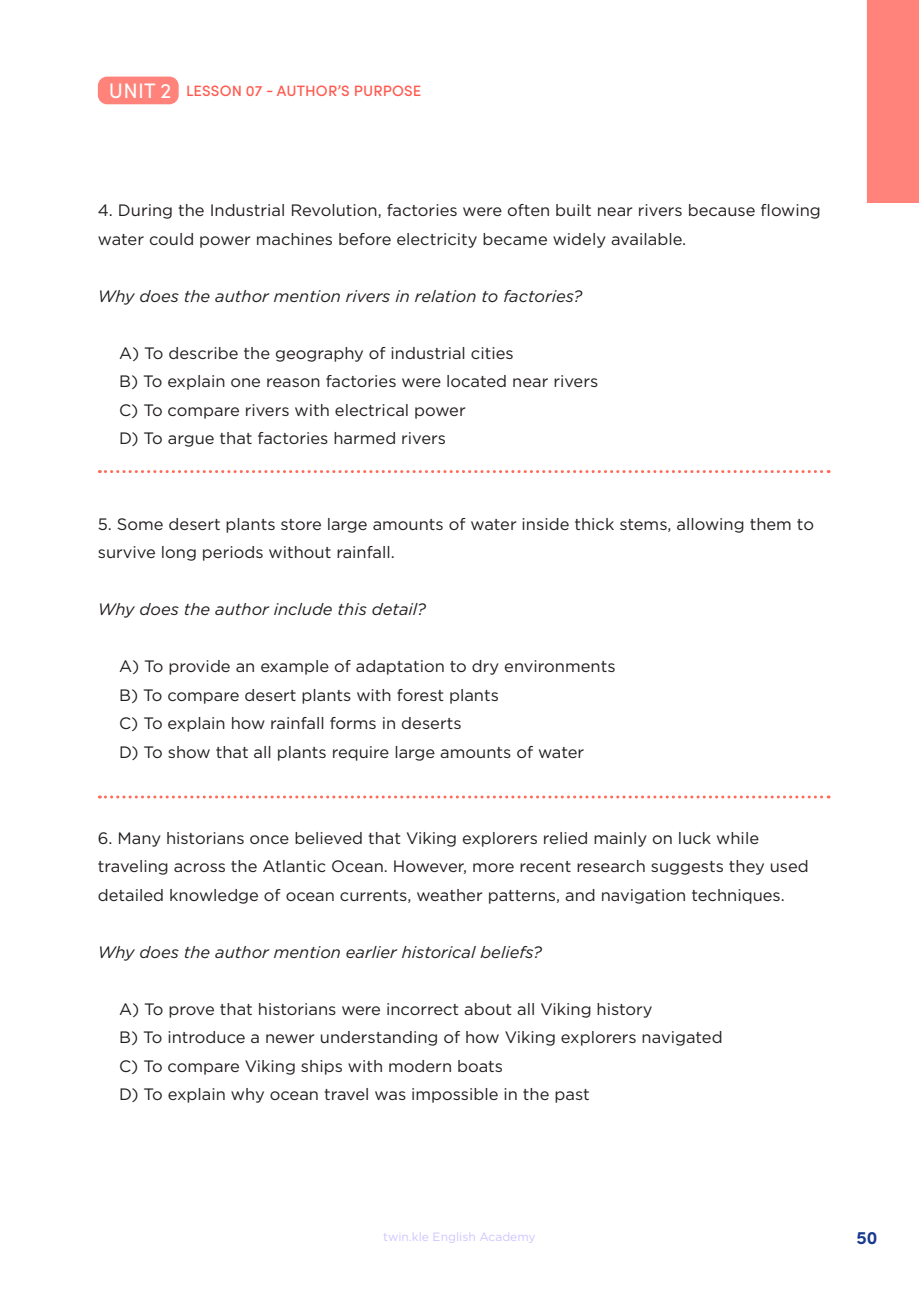 UNIT 2 LESSON 07 - AUTHOR'S PURPOSE
4. During the Industrial Revolution, factories were often built near rivers because flowing
water could power machines before electricity became widely available.
Why does the author mention rivers in relation to factories?
A) To describe the geography of industrial cities
B) To explain one reason factories were located near rivers
C) To compare rivers with electrical power
D) To argue that factories harmed rivers
5. Some desert plants store large amounts of water inside thick stems, allowing them to
survive long periods without rainfall.
Why does the author include this detail?
A) To provide an example of adaptation to dry environments
B) To compare desert plants with forest plants
C) To explain how rainfall forms in deserts
D) To show that all plants require large amounts of water
6. Many historians once believed that Viking explorers relied mainly on luck while
traveling across the Atlantic Ocean. However, more recent research suggests they used
detailed knowledge of ocean currents, weather patterns, and navigation techniques.
Why does the author mention earlier historical beliefs?
A) To prove that historians were incorrect about all Viking history
B) To introduce a newer understanding of how Viking explorers navigated
C) To compare Viking ships with modern boats
D) To explain why ocean travel was impossible in the past
twin.kle English Academy
50